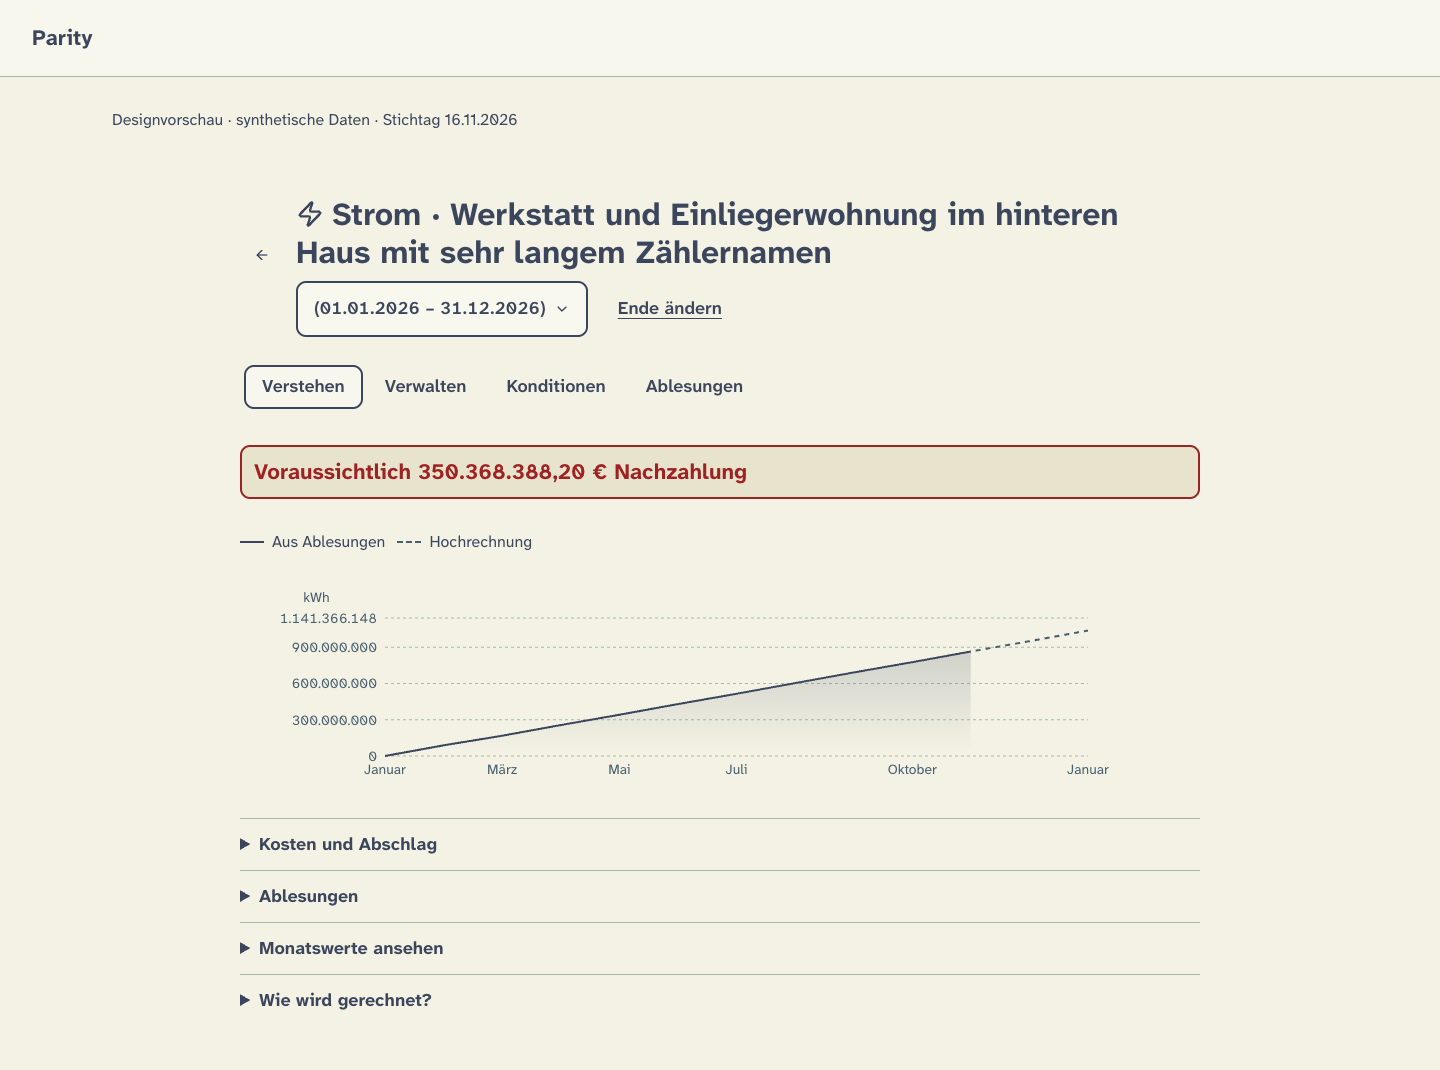 Parity
Designvorschau · synthetische Daten · Stichtag 16.11.2026
Strom · Werkstatt und Einliegerwohnung im hinteren
Haus mit sehr langem Zählernamen
(01.01.2026 – 31.12.2026)
Ende ändern
Verstehen
Verwalten
Konditionen
Ablesungen
Voraussichtlich 350.368.388,20 € Nachzahlung
Aus Ablesungen
Hochrechnung
kWh
1.141.366.148
900.000.000
600.000.000
300.000.000
0
Januar
März
Mai
Juli
Oktober
Januar
Kosten und Abschlag
Ablesungen
Monatswerte ansehen
Wie wird gerechnet?